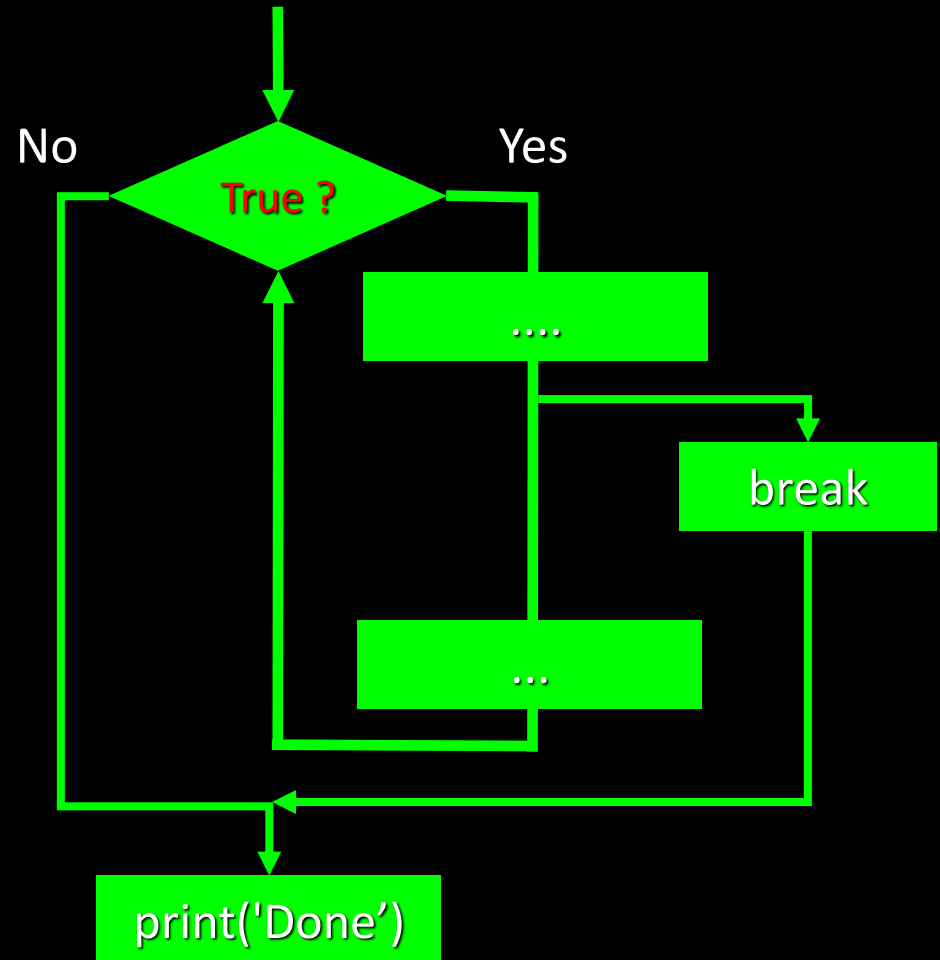 No
Yes
True ?
....
break
...
print('Done’)